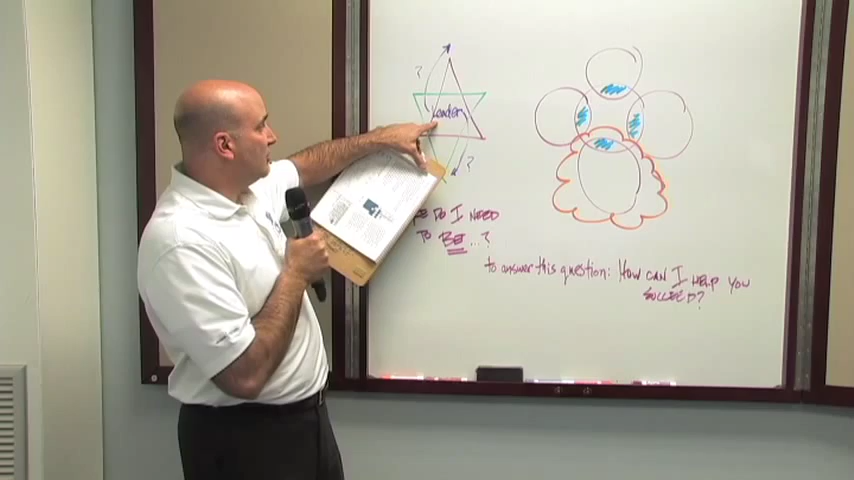 ?
Leader
?
Do I NEED
TO BE...?
to answer this question: How can I help you
succeed?